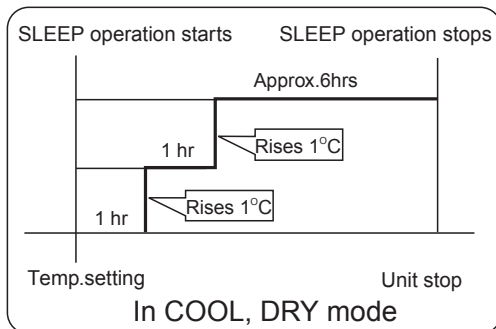 SLEEP operation starts
SLEEP operation stops
Approx.6hrs
1 hr
Rises 1°C
1 hr
Rises 1°C
Temp.setting
Unit stop
In COOL, DRY mode